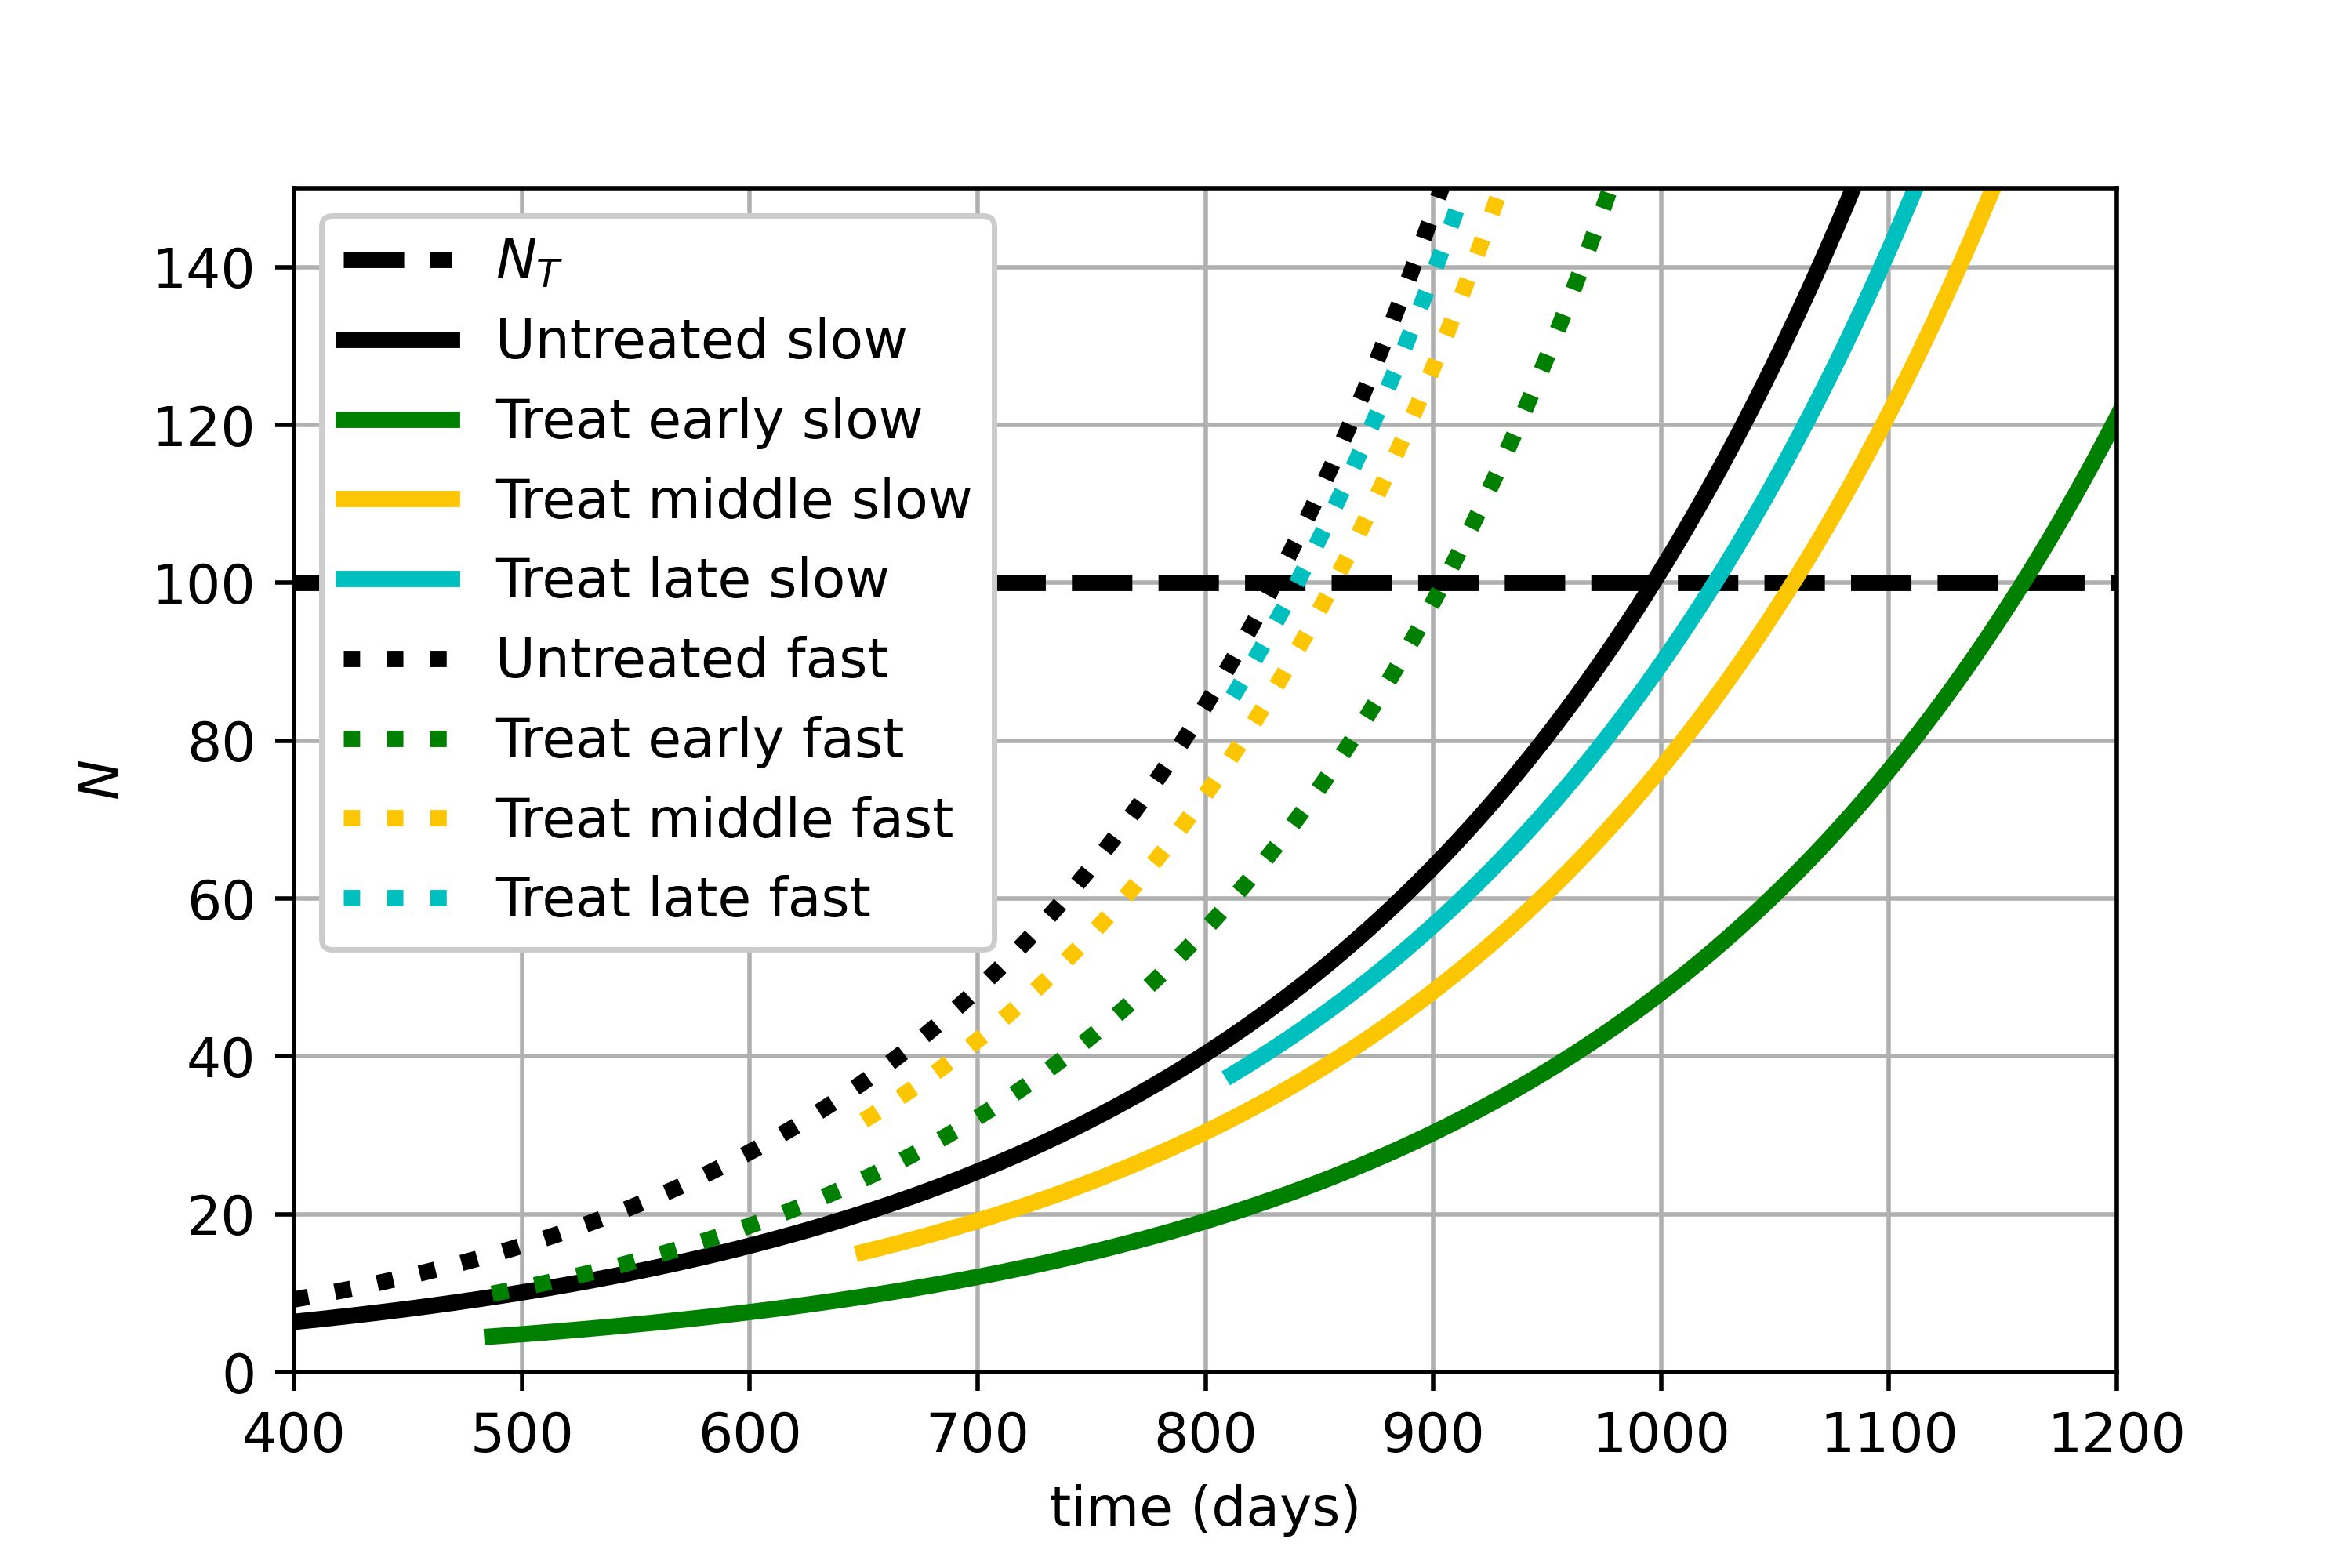 N_T
Untreated slow
Treat early slow
Treat middle slow
Treat late slow
Untreated fast
Treat early fast
Treat middle fast
Treat late fast
140
120
100
80
60
40
20
0
N
400 500 600 700 800 900 1000 1100 1200
time (days)